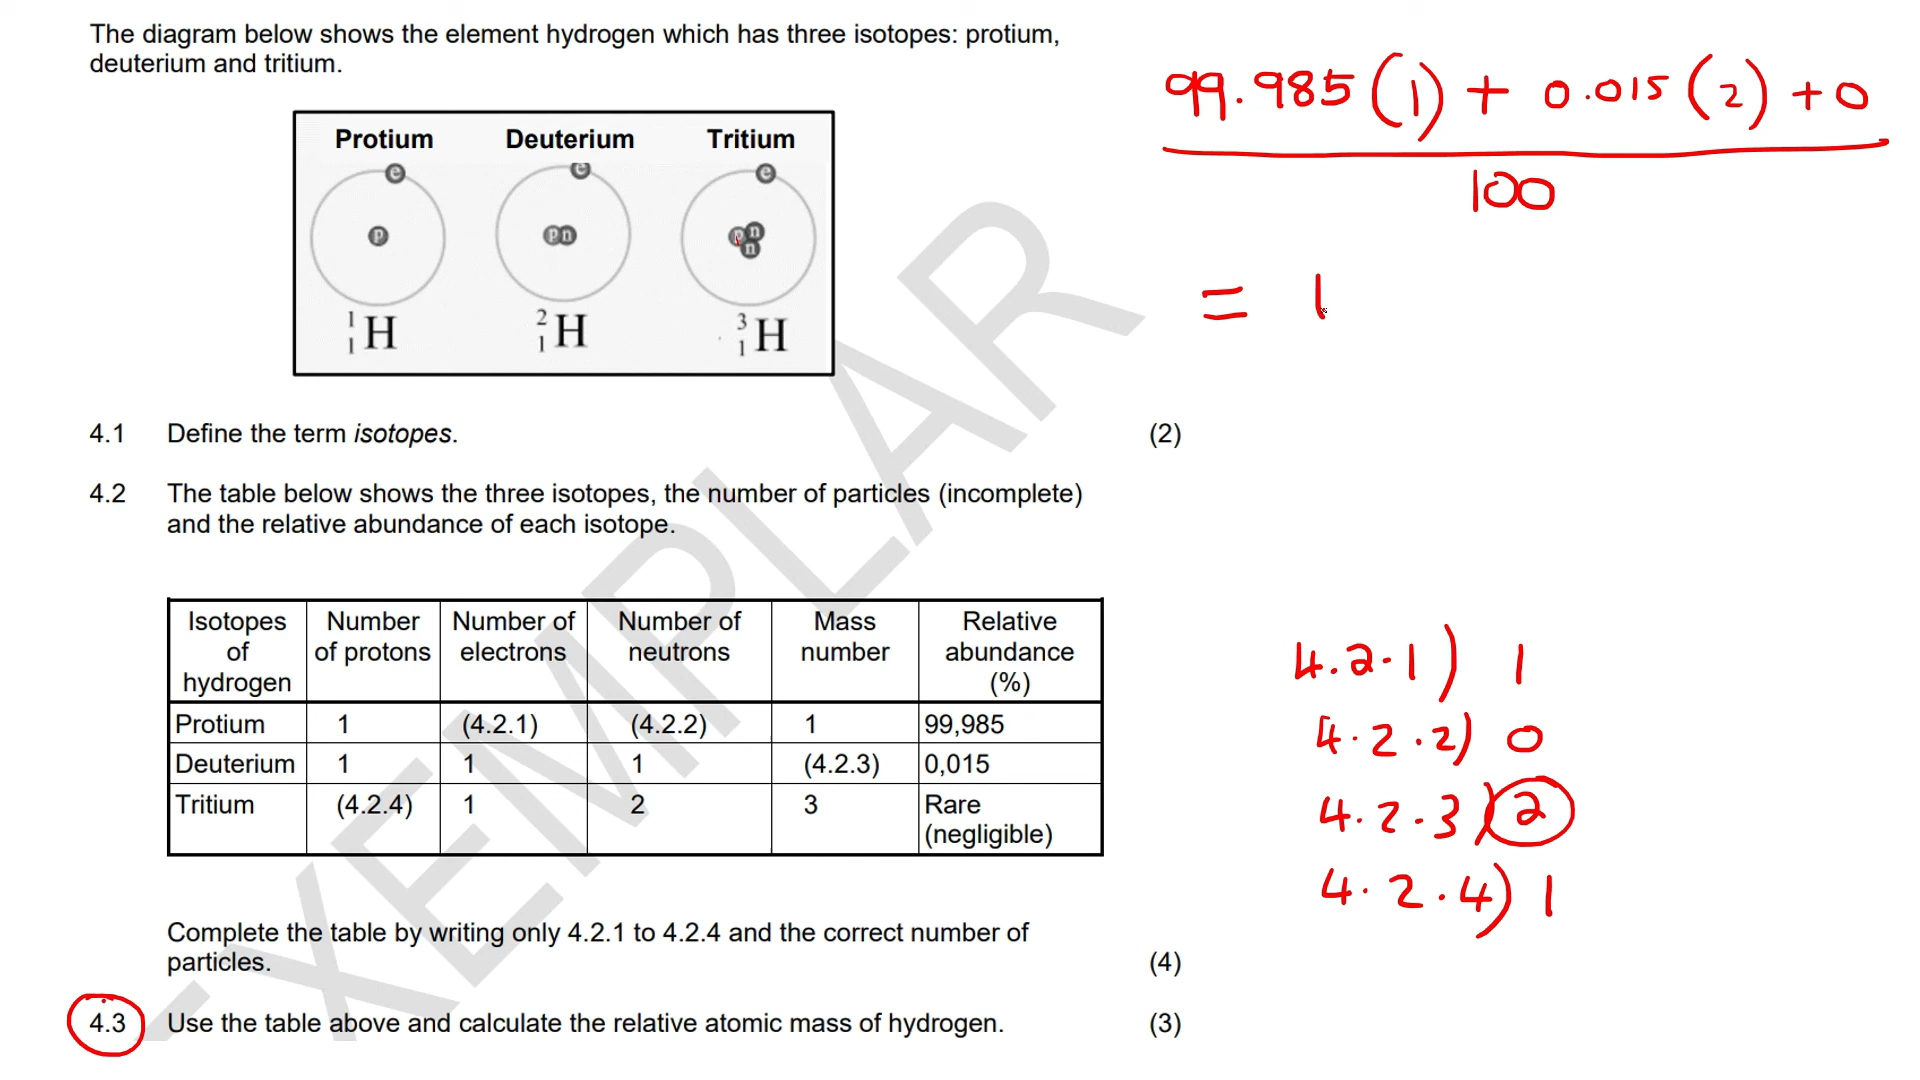 The diagram below shows the element hydrogen which has three isotopes: protium,
deuterium and tritium.
99.985 (1) + 0.015 (2) + 0
100
= 1
Protium Deuterium Tritium
e e e
p p n p n n
1 1 H 2 1 H 3 1 H
4.1 Define the term isotopes. (2)
4.2 The table below shows the three isotopes, the number of particles (incomplete)
and the relative abundance of each isotope.
Isotopes of hydrogen | Number of protons | Number of electrons | Number of neutrons | Mass number | Relative abundance (%)
Protium | 1 | (4.2.1) | (4.2.2) | 1 | 99,985
Deuterium | 1 | 1 | 1 | (4.2.3) | 0,015
Tritium | (4.2.4) | 1 | 2 | 3 | Rare (negligible)
4.2.1) 1
4.2.2) 0
4.2.3) 2
4.2.4) 1
Complete the table by writing only 4.2.1 to 4.2.4 and the correct number of
particles. (4)
4.3 Use the table above and calculate the relative atomic mass of hydrogen. (3)
EXEMPLAR